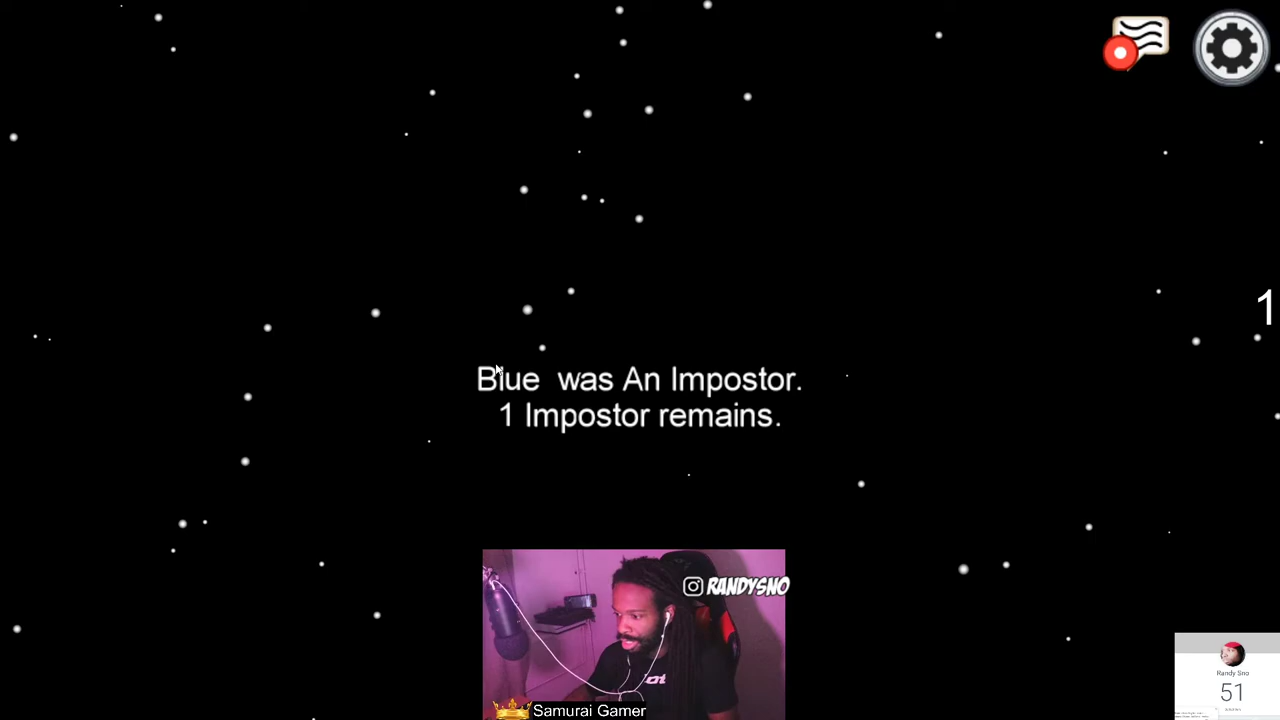 1
Blue was An Impostor.
1 Impostor remains.
RANDYSNO
Randy Sno
51
Samurai Gamer